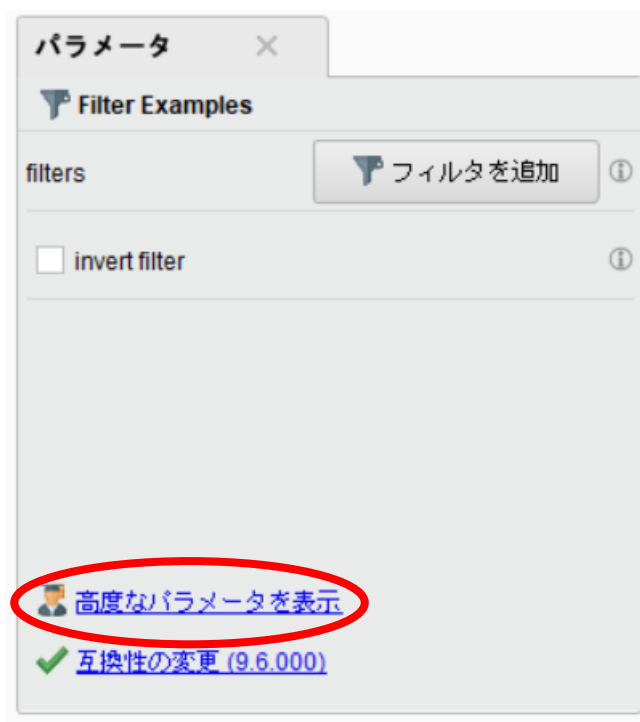 パラメータ
Filter Examples
filters フィルタを追加
invert filter
高度なパラメータを表示
互換性の変更 (9.6.000)